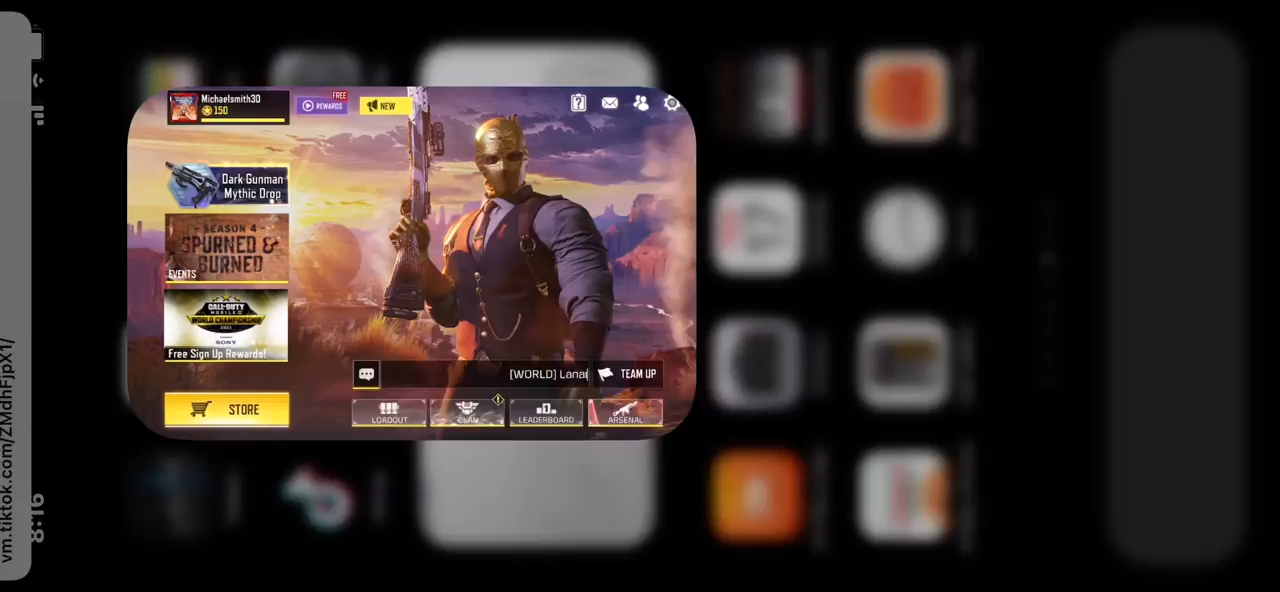 vm.tiktok.com/ZMdhFjpX1/
8:16
Michaelsmith30
150
FREE
REWARDS
NEW
Dark Gunman
Mythic Drop
SEASON 4
SPURNED &
BURNED
EVENTS
CALL OF DUTY
MOBILE
WORLD CHAMPIONSHIP
2021
SONY
Free Sign Up Rewards!
[WORLD] Lana
TEAM UP
STORE
LOADOUT
CLAN
LEADERBOARD
ARSENAL